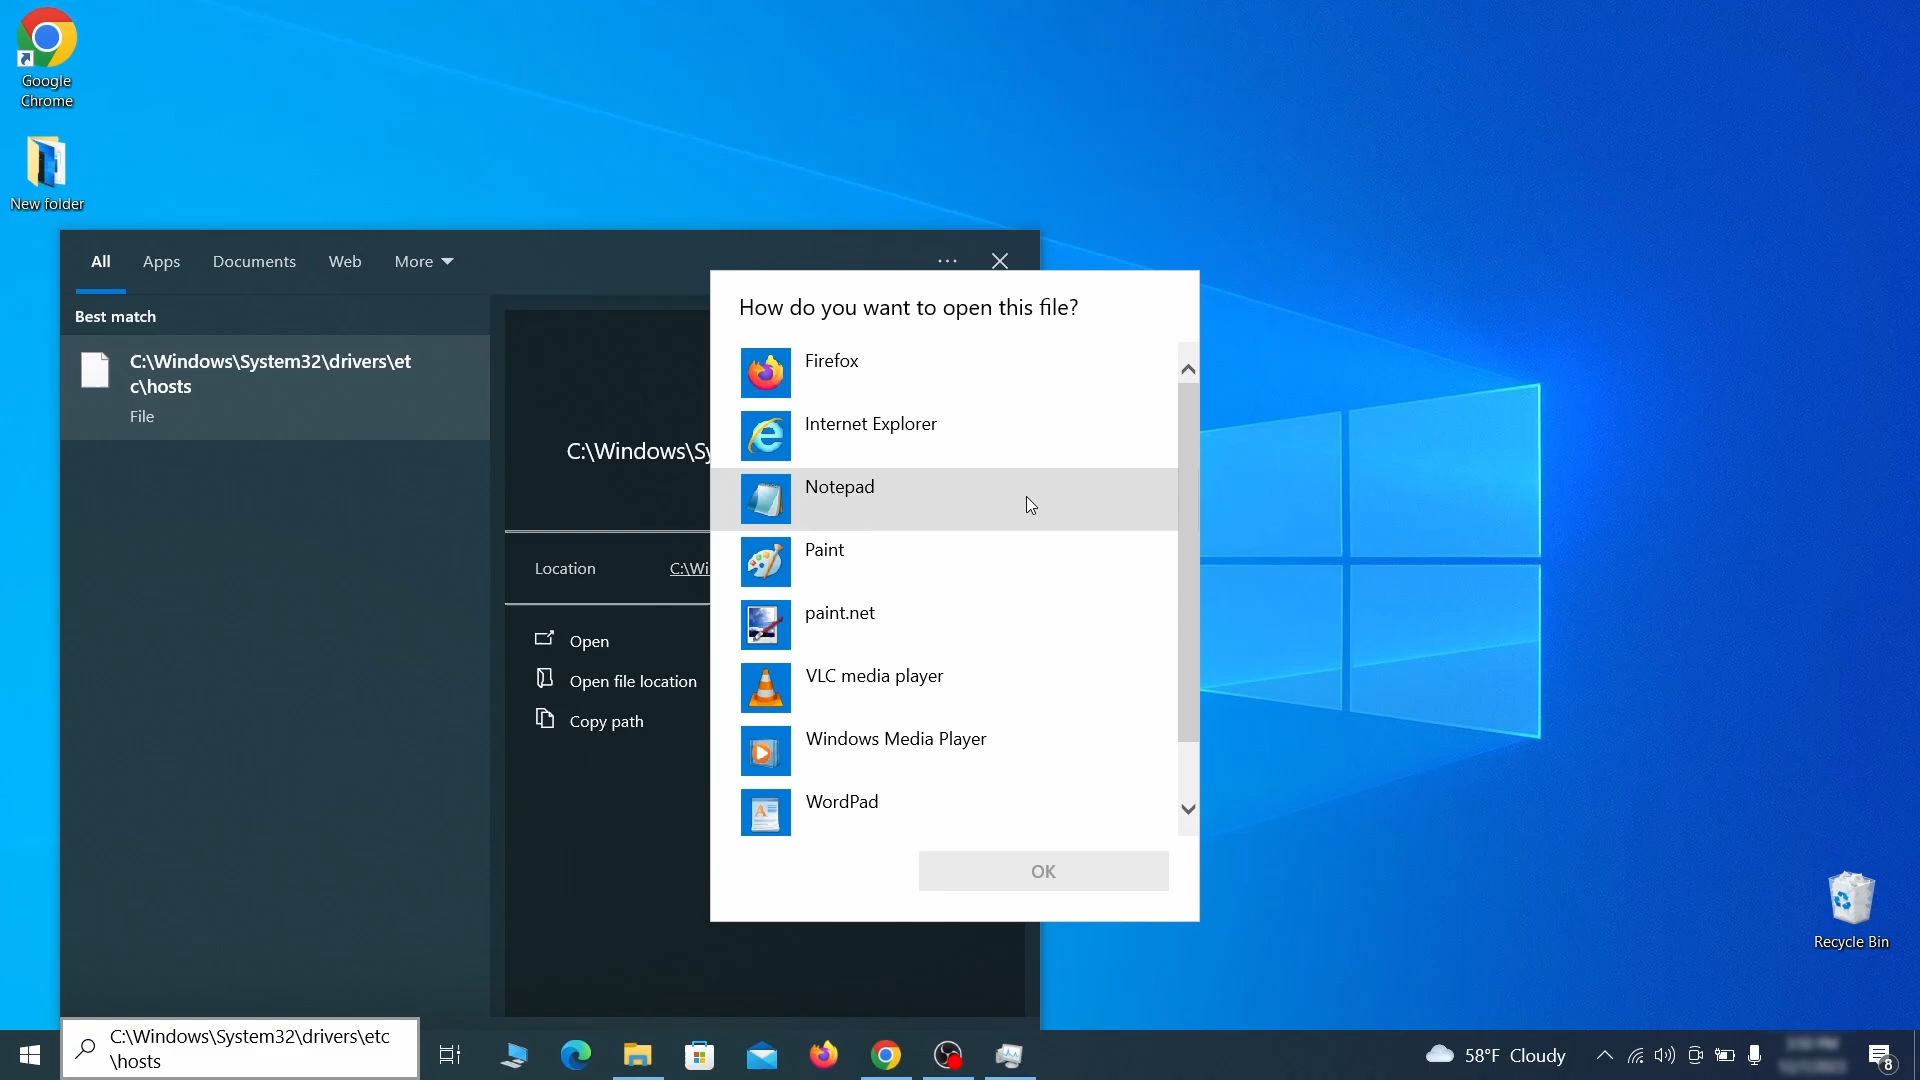 Google
Chrome
New folder
All
Apps
Documents
Web
More
Best match
C:\Windows\System32\drivers\et
c\hosts
File
C:\Windows\Sy
Location
C:\Wi
Open
Open file location
Copy path
How do you want to open this file?
Firefox
Internet Explorer
Notepad
Paint
paint.net
VLC media player
Windows Media Player
WordPad
OK
Recycle Bin
C:\Windows\System32\drivers\etc
\hosts
58°F Cloudy
8